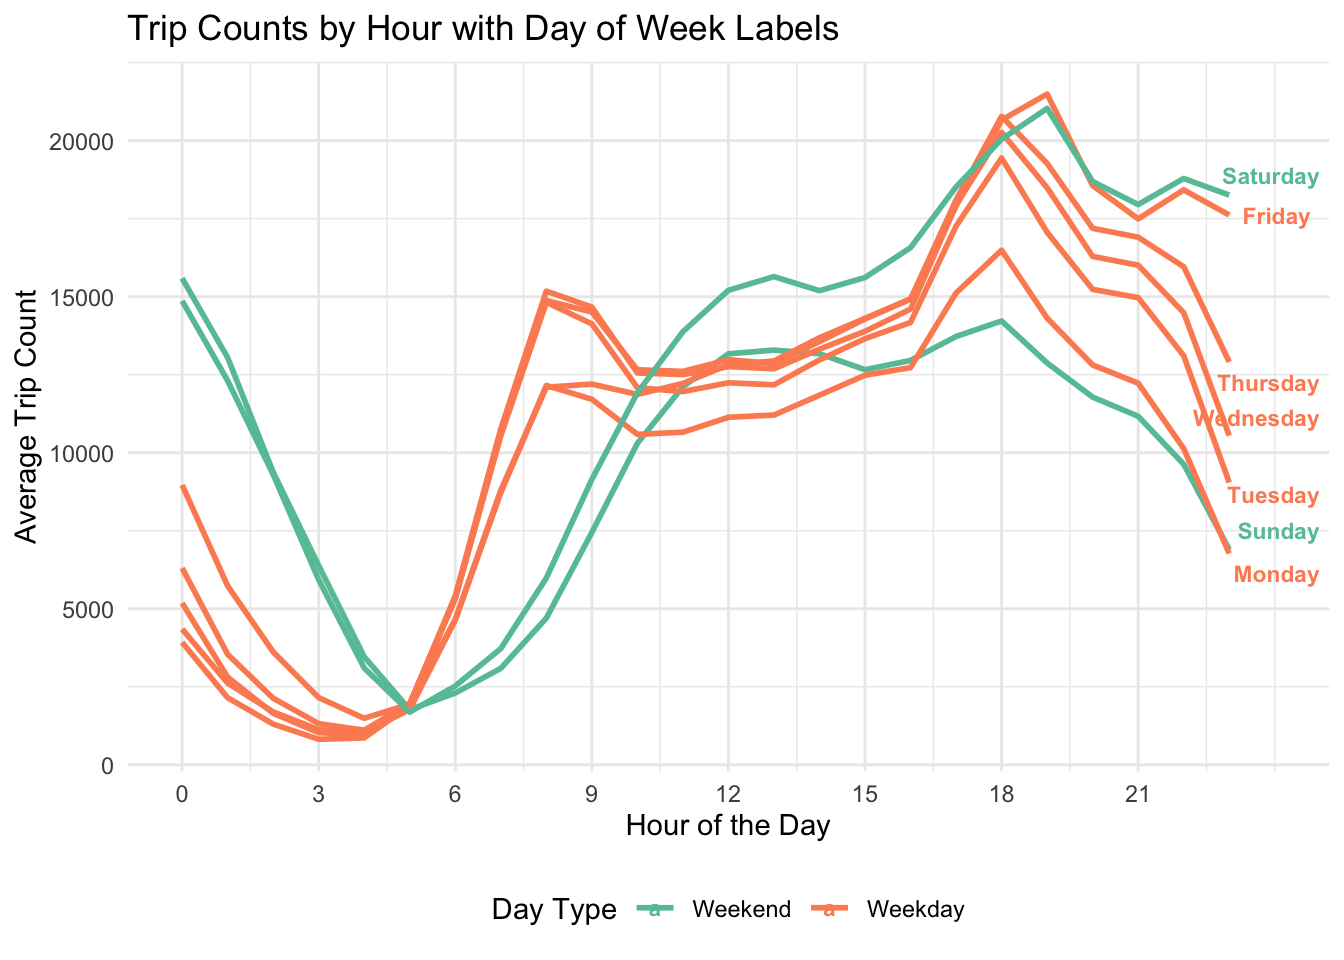 Trip Counts by Hour with Day of Week Labels
Average Trip Count
20000
15000
10000
5000
0
Saturday
Friday
Thursday
Wednesday
Tuesday
Sunday
Monday
0 3 6 9 12 15 18 21
Hour of the Day
Day Type a Weekend a Weekday